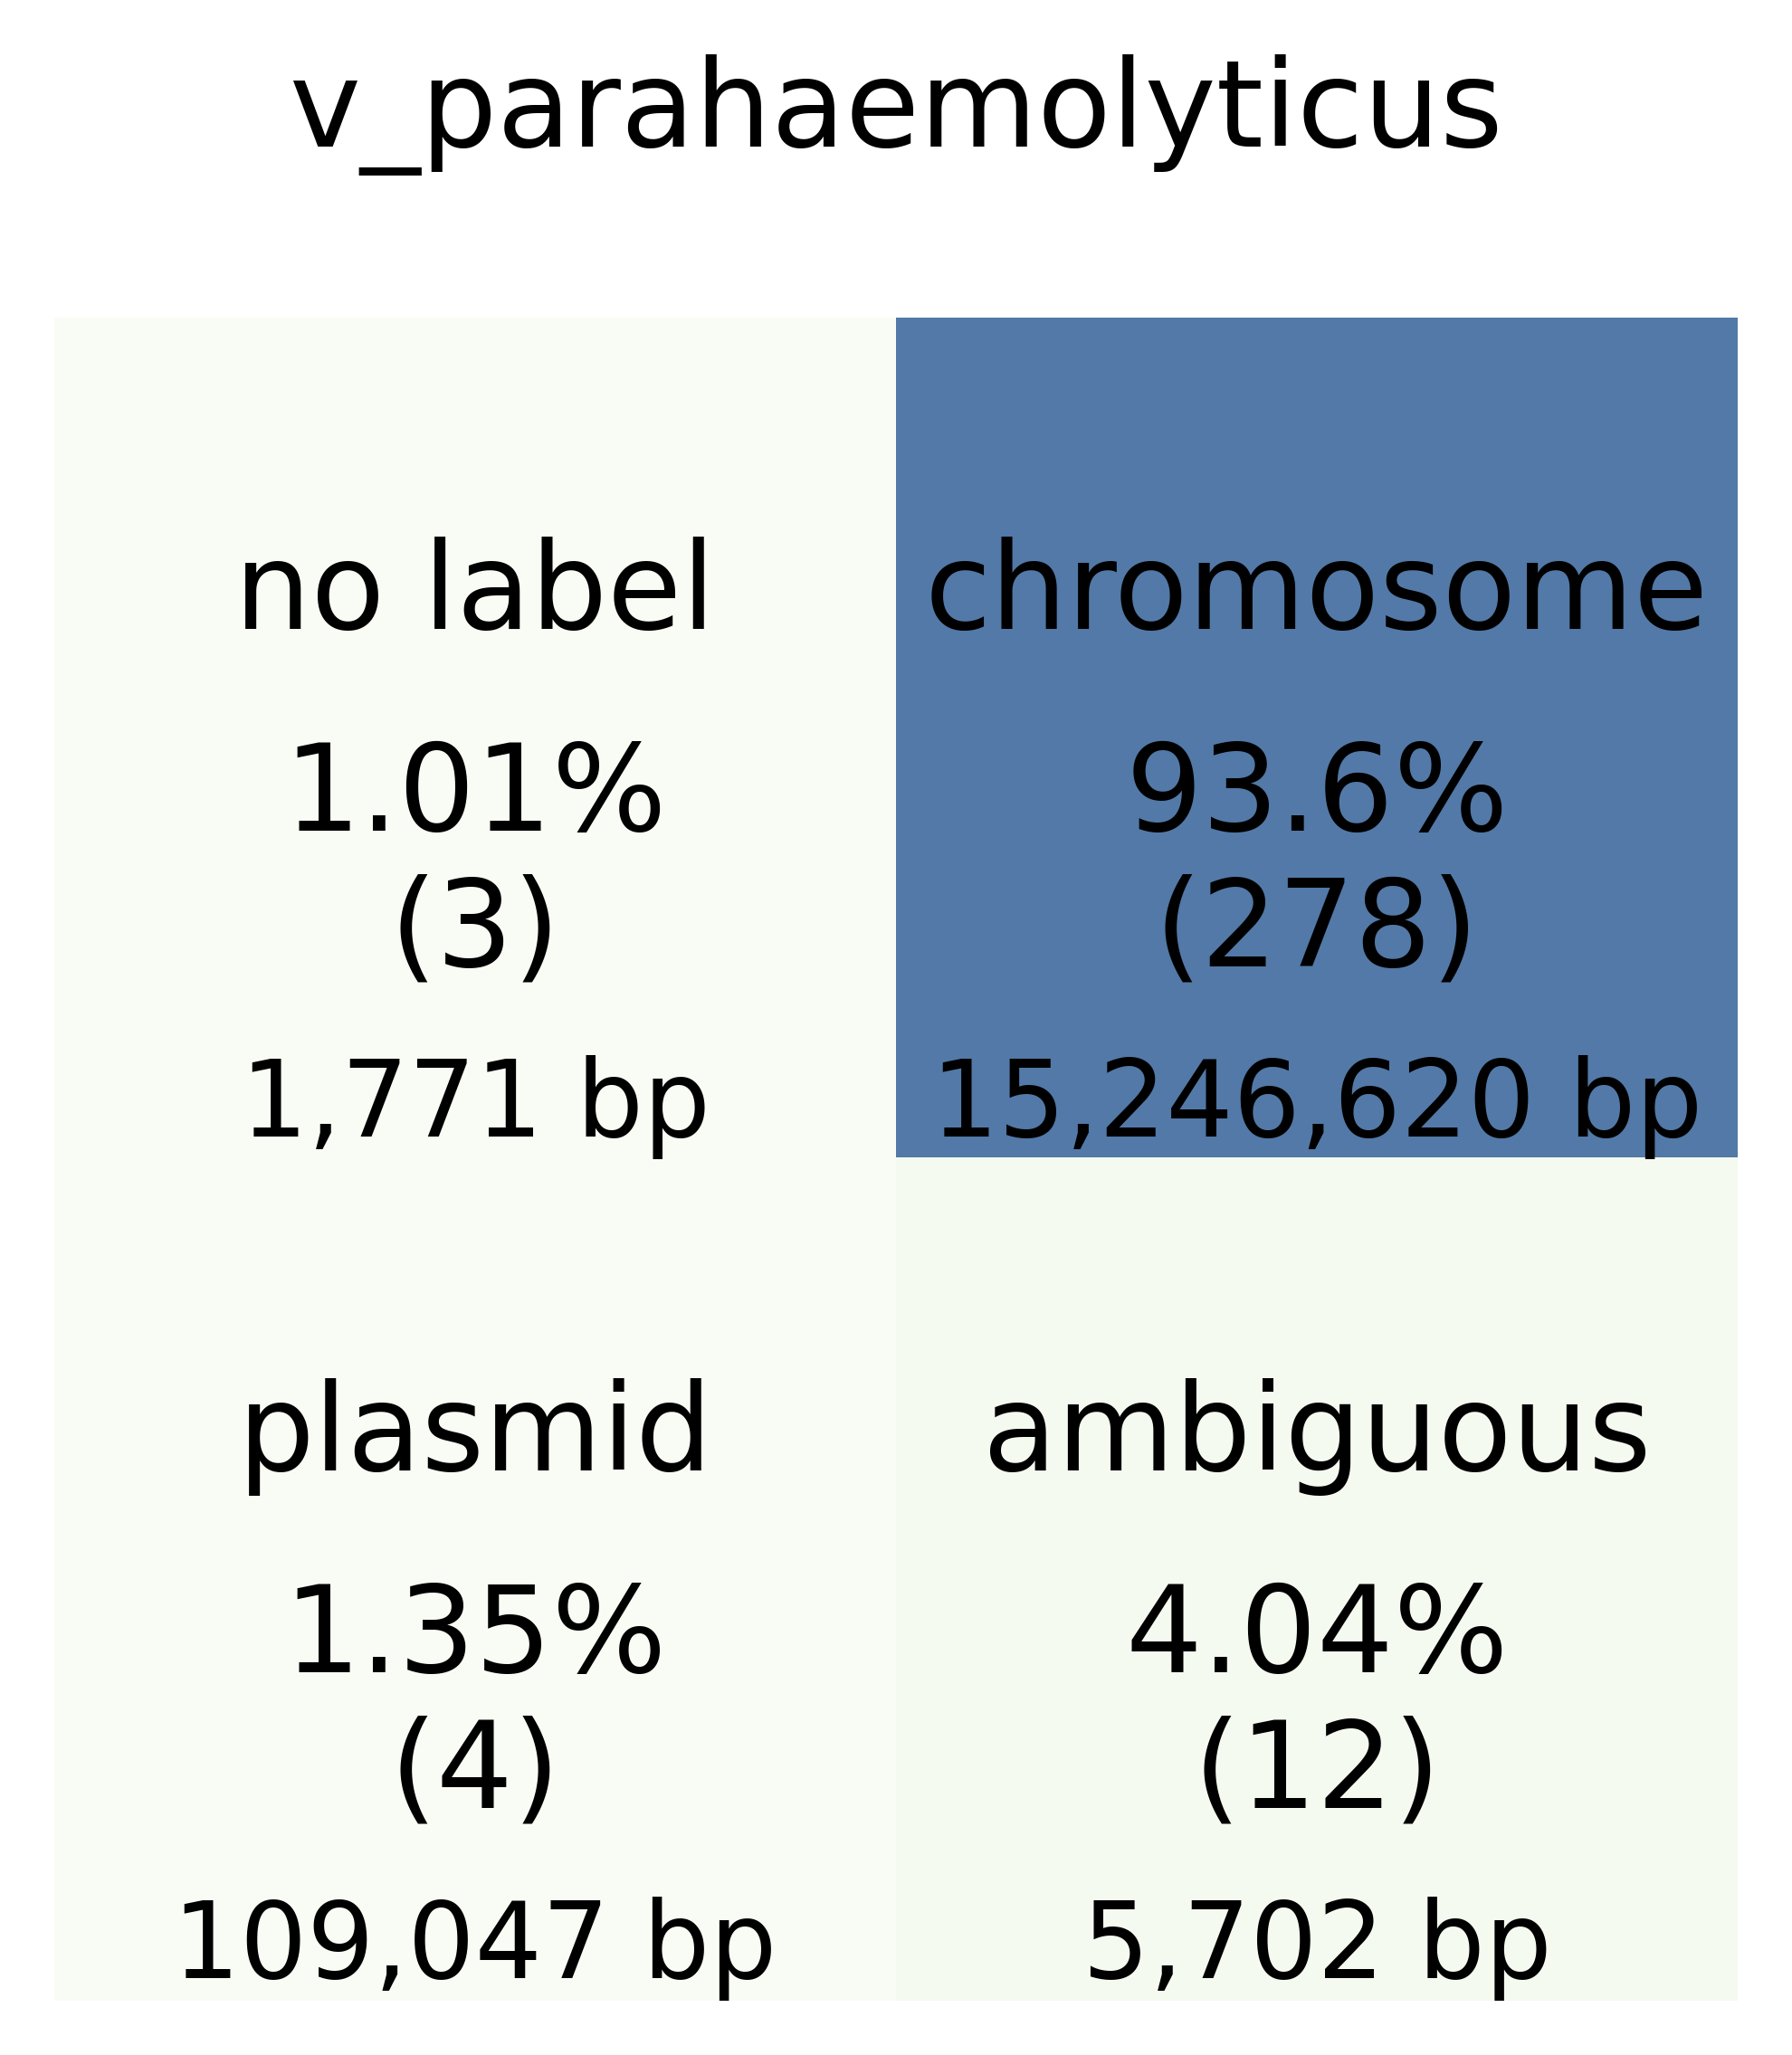 v_parahaemolyticus
no label
1.01%
(3)
1,771 bp
chromosome
93.6%
(278)
15,246,620 bp
plasmid
1.35%
(4)
109,047 bp
ambiguous
4.04%
(12)
5,702 bp